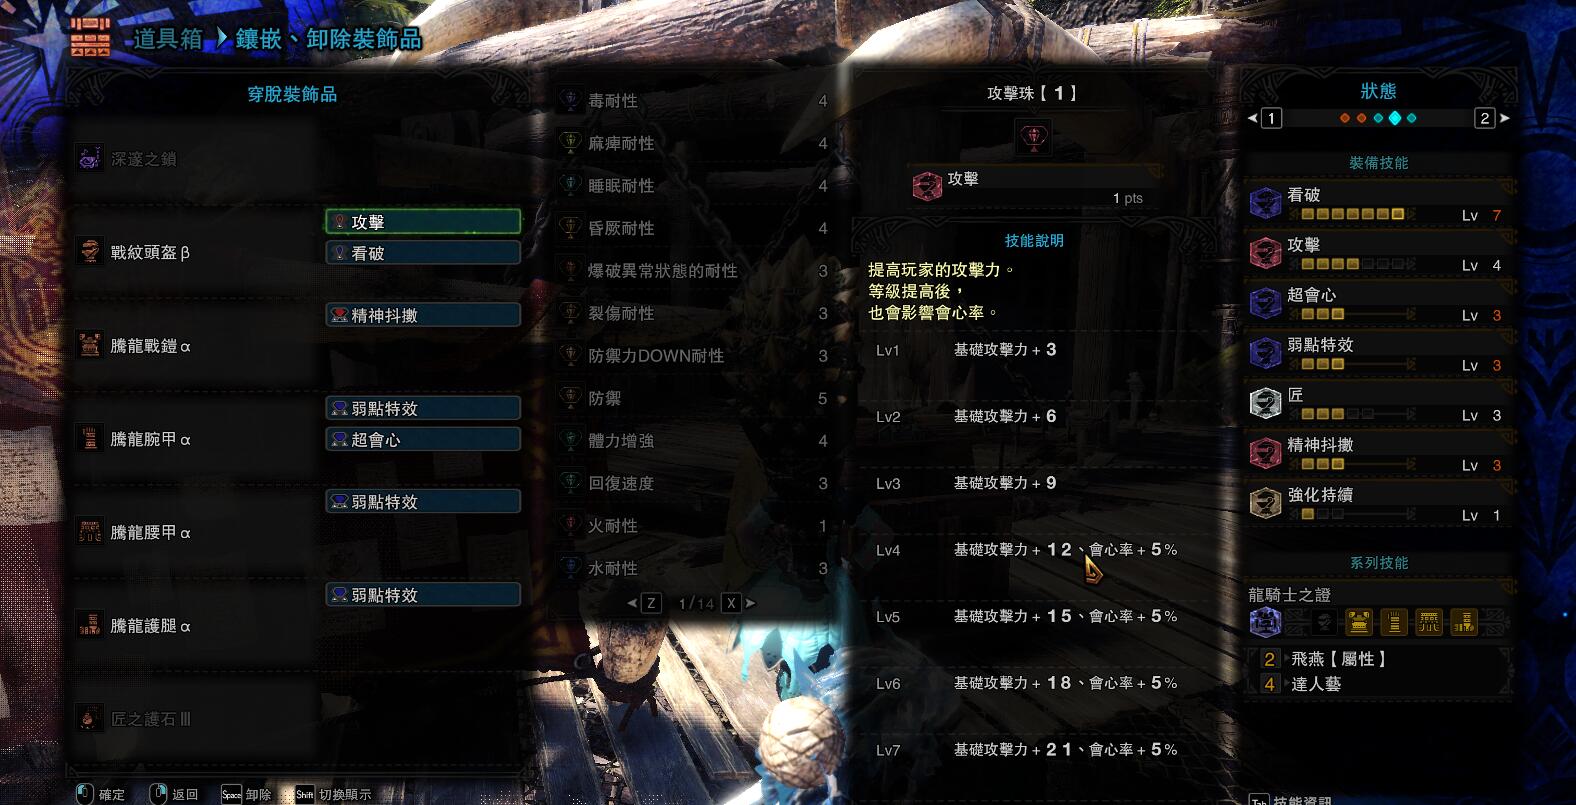 道具箱 鑲嵌、卸除裝飾品
穿脫裝飾品
深邃之鎖
戰紋頭盔β
攻擊
看破
騰龍戰鎧α
精神抖擻
騰龍腕甲α
弱點特效
超會心
騰龍腰甲α
弱點特效
騰龍護腿α
弱點特效
匠之護石Ⅲ
毒耐性 4
麻痺耐性 4
睡眠耐性 4
昏厥耐性 4
爆破異常狀態的耐性 3
裂傷耐性 3
防禦力DOWN耐性 3
防禦 5
體力增強 4
回復速度 3
火耐性 1
水耐性 3
Z 1/14 X
攻擊珠【1】
攻擊
1 pts
技能說明
提高玩家的攻擊力。
等級提高後，
也會影響會心率。
Lv1 基礎攻擊力+3
Lv2 基礎攻擊力+6
Lv3 基礎攻擊力+9
Lv4 基礎攻擊力+12、會心率+5%
Lv5 基礎攻擊力+15、會心率+5%
Lv6 基礎攻擊力+18、會心率+5%
Lv7 基礎攻擊力+21、會心率+5%
狀態
1 2
裝備技能
看破
Lv 7
攻擊
Lv 4
超會心
Lv 3
弱點特效
Lv 3
匠
Lv 3
精神抖擻
Lv 3
強化持續
Lv 1
系列技能
龍騎士之證
2 飛燕【屬性】
4 達人藝
確定 返回 Space 卸除 Shift 切換顯示
Tab 技能資訊